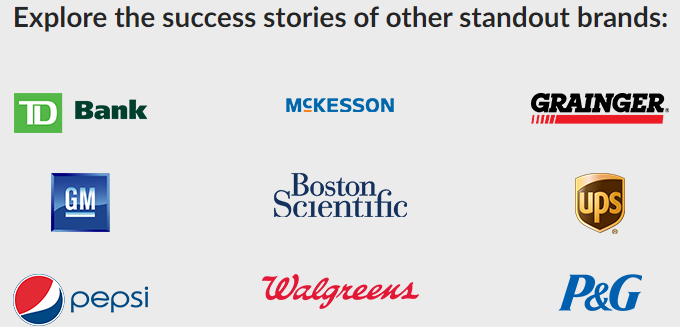 Explore the success stories of other standout brands:
TD Bank
MCKESSON
GRAINGER®
GM
Boston
Scientific
ups
®
pepsi
Walgreens
P&G